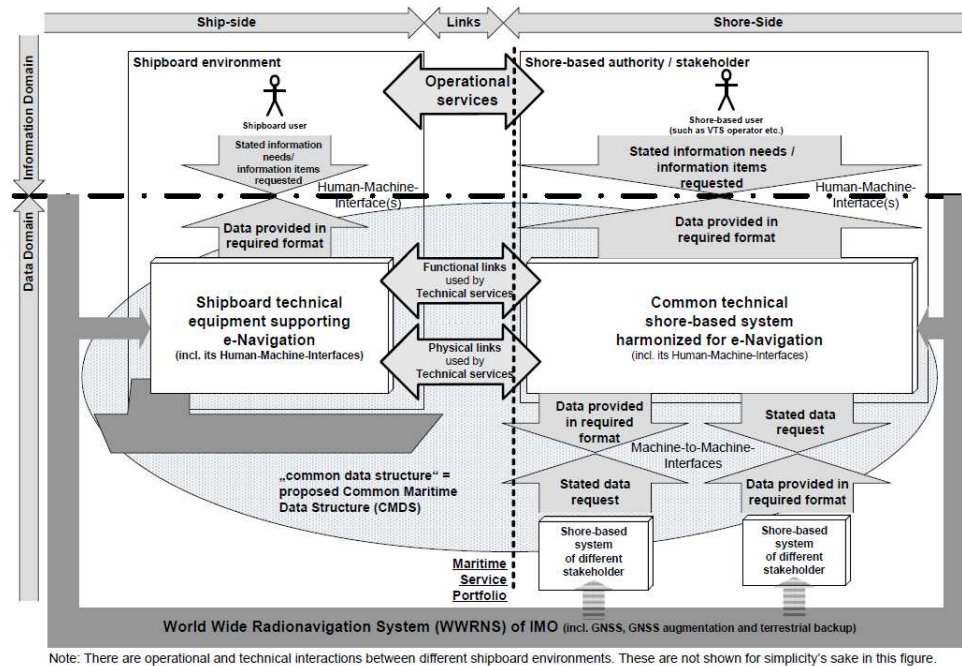 Ship-side
Links
Shore-Side
Information Domain
Data Domain
Shipboard environment
Shipboard user
Stated information
needs/
information items
requested
Human-Machine-
Interface(s)
Data provided in
required format
Shipboard technical
equipment supporting
e-Navigation
(incl. its Human-Machine-Interfaces)
Operational
services
Functional links
used by
Technical services
Physical links
used by
Technical services
Shore-based authority / stakeholder
Shore-based user
(such as VTS operator etc.)
Stated information needs /
information items
requested
Human-Machine-
Interface(s)
Data provided in
required format
Common technical
shore-based system
harmonized for e-Navigation
(incl. its Human-Machine-Interfaces)
Data provided
in required
format
Stated data
request
Machine-to-Machine-
Interfaces
Stated data
request
Data provided in
required format
„common data structure“ =
proposed Common Maritime
Data Structure (CMDS)
Shore-based
system
of different
stakeholder
Shore-based
system
of different
stakeholder
Maritime
Service
Portfolio
World Wide Radionavigation System (WWRNS) of IMO (incl. GNSS, GNSS augmentation and terrestrial backup)
Note: There are operational and technical interactions between different shipboard environments. These are not shown for simplicity's sake in this figure.